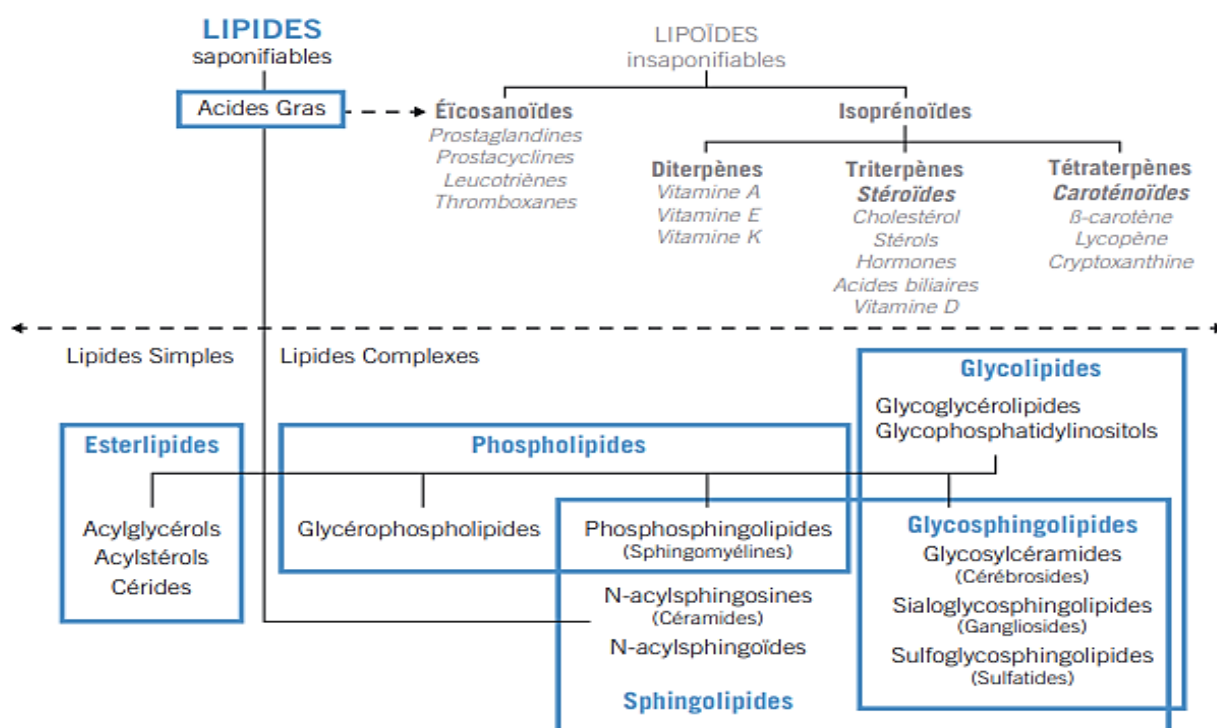 LIPIDES
saponifiables
Acides Gras
LIPOÏDES
insaponifiables
Éïcosanoïdes
Prostaglandines
Prostacyclines
Leucotriènes
Thromboxanes
Isoprénoïdes
Diterpènes
Vitamine A
Vitamine E
Vitamine K
Triterpènes
Stéroïdes
Cholestérol
Stérols
Hormones
Acides biliaires
Vitamine D
Tétraterpènes
Caroténoïdes
ß-carotène
Lycopène
Cryptoxanthine
Lipides Simples
Lipides Complexes
Esterlipides
Acylglycérols
Acylstérols
Cérides
Phospholipides
Glycérophospholipides
Phosphosphingolipides
(Sphingomyélines)
N-acylsphingosines
(Céramides)
N-acylsphingoïdes
Sphingolipides
Glycolipides
Glycoglycérolipides
Glycophosphatidylinositols
Glycosphingolipides
Glycosylcéramides
(Cérébrosides)
Sialoglycosphingolipides
(Gangliosides)
Sulfoglycosphingolipides
(Sulfatides)